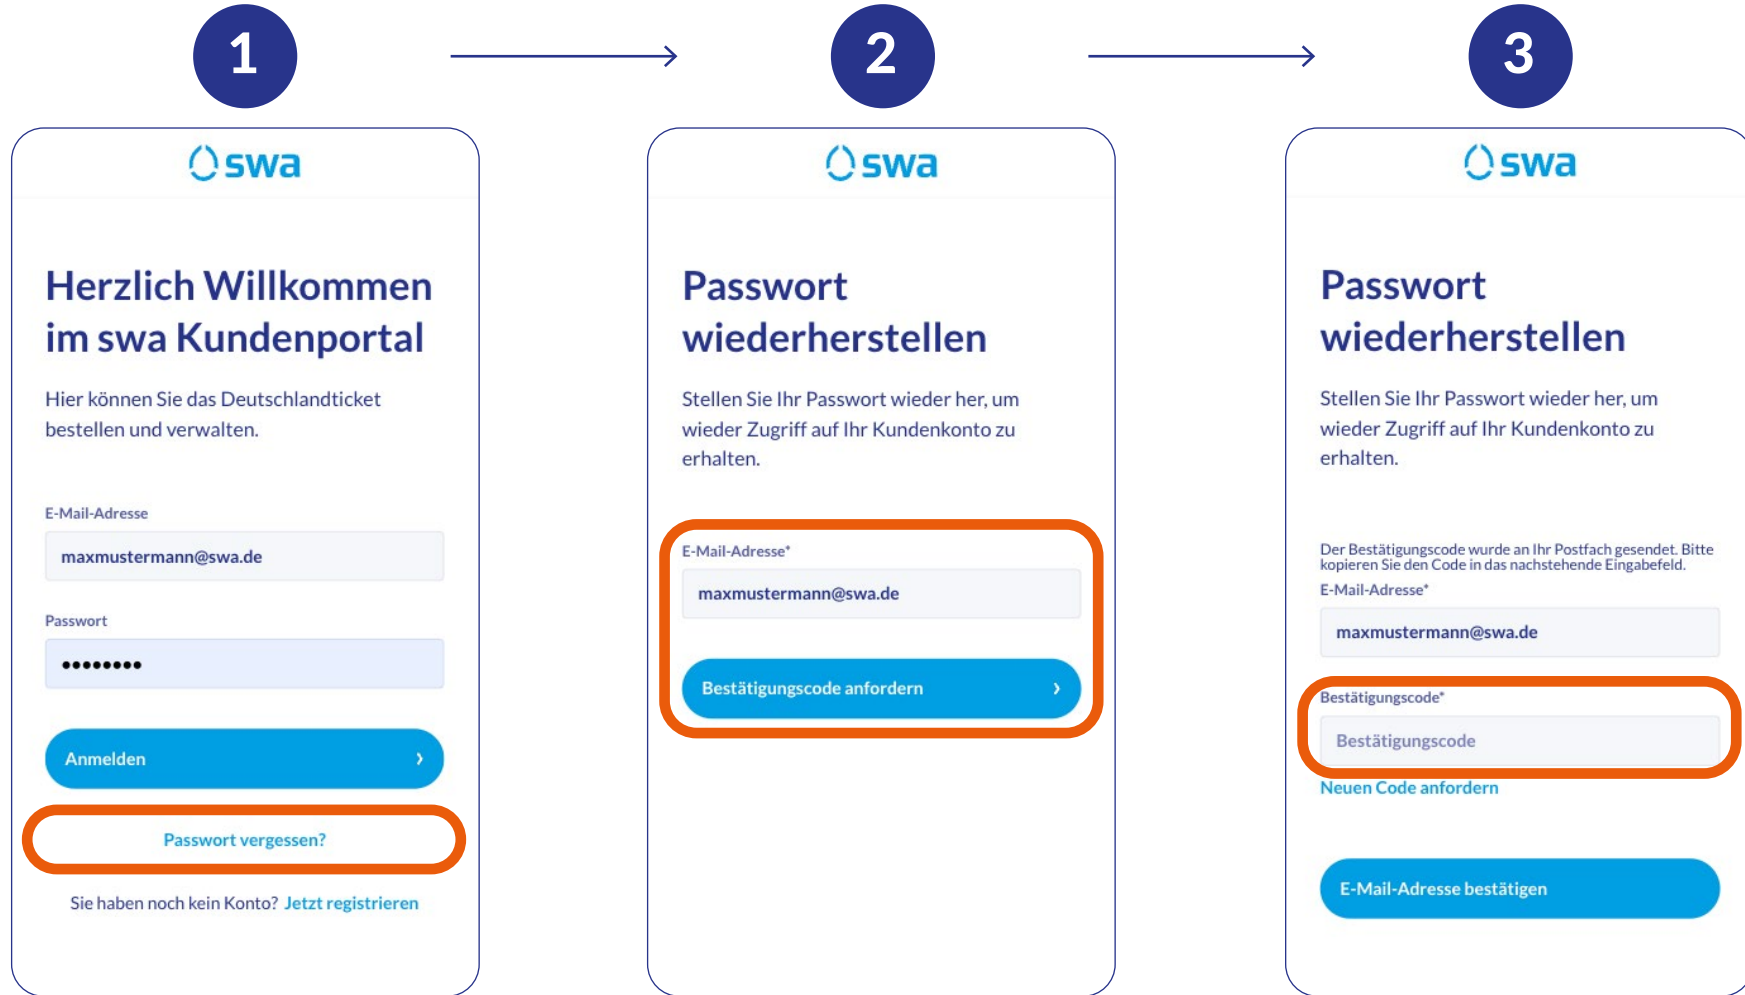 1
2
3
swa
Herzlich Willkommen
im swa Kundenportal
Hier können Sie das Deutschlandticket
bestellen und verwalten.
E-Mail-Adresse
maxmustermann@swa.de
Passwort
••••••••
Anmelden
Passwort vergessen?
Sie haben noch kein Konto? Jetzt registrieren
swa
Passwort
wiederherstellen
Stellen Sie Ihr Passwort wieder her, um
wieder Zugriff auf Ihr Kundenkonto zu
erhalten.
E-Mail-Adresse*
maxmustermann@swa.de
Bestätigungscode anfordern
swa
Passwort
wiederherstellen
Stellen Sie Ihr Passwort wieder her, um
wieder Zugriff auf Ihr Kundenkonto zu
erhalten.
Der Bestätigungscode wurde an Ihr Postfach gesendet. Bitte
kopieren Sie den Code in das nachstehende Eingabefeld.
E-Mail-Adresse*
maxmustermann@swa.de
Bestätigungscode*
Bestätigungscode
Neuen Code anfordern
E-Mail-Adresse bestätigen